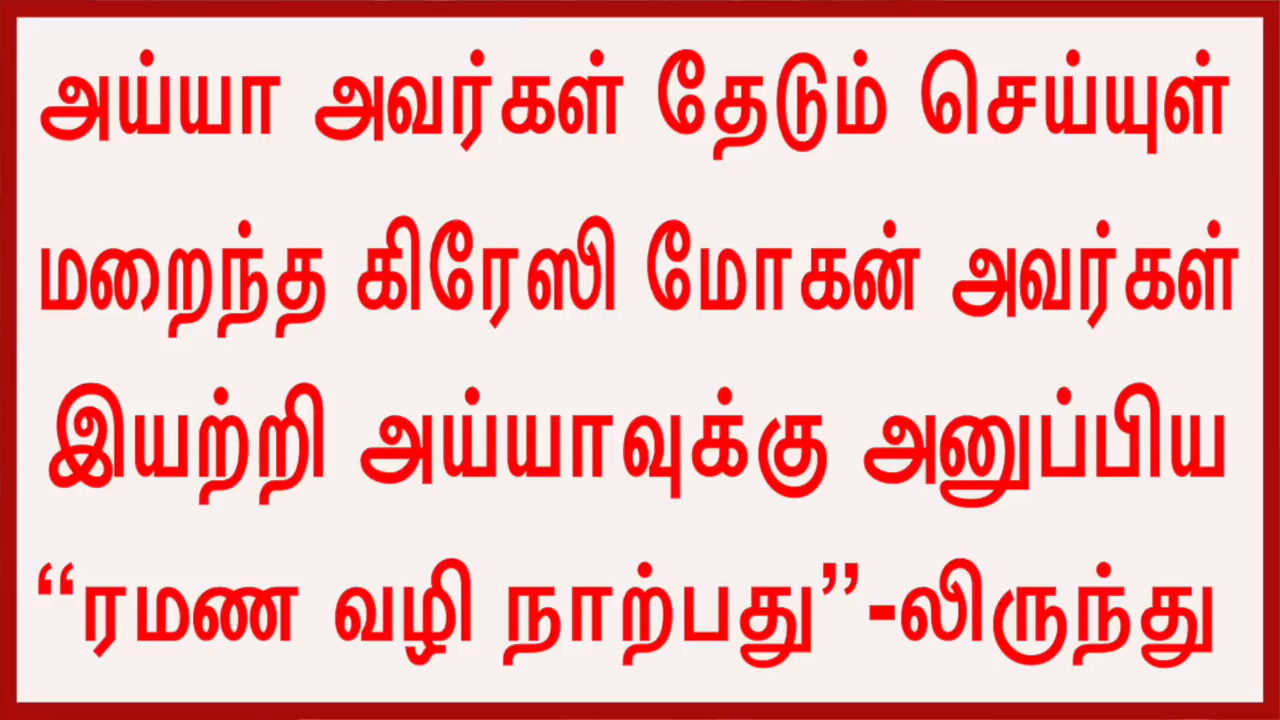 அய்யா அவர்கள் தேடும் செய்யுள்
மறைந்த கிரேஸி மோகன் அவர்கள்
இயற்றி அய்யாவுக்கு அனுப்பிய
“ரமண வழி நாற்பது”-லிருந்து